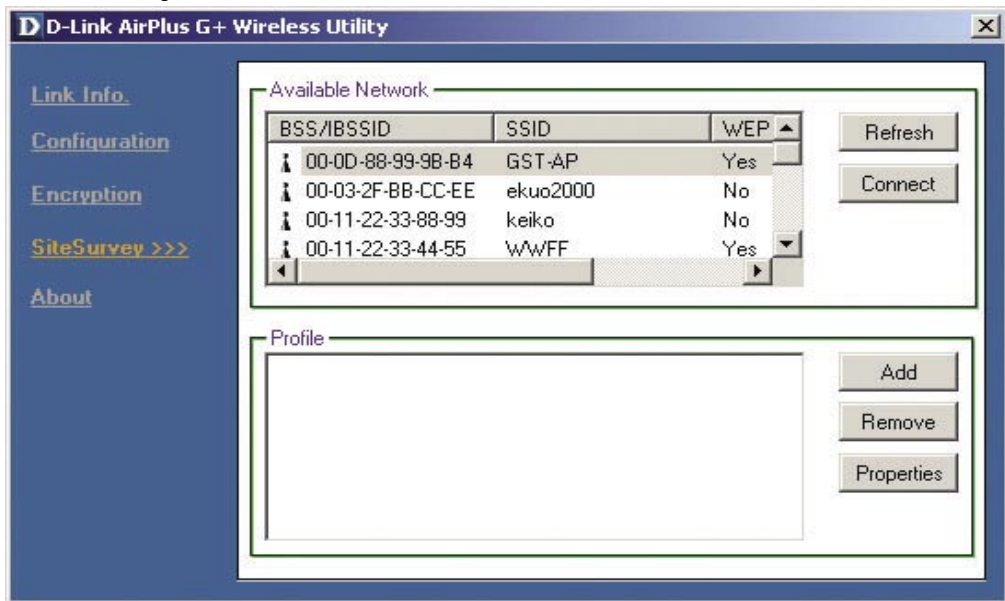 D D-Link AirPlus G+ Wireless Utility
Link Info.
Configuration
Encryption
SiteSurvey >>>
About
Available Network
BSS/IBSSID SSID WEP
00-0D-88-99-9B-B4 GST-AP Yes
00-03-2F-BB-CC-EE ekuo2000 No
00-11-22-33-88-99 keiko No
00-11-22-33-44-55 WWFF Yes
Refresh
Connect
Profile
Add
Remove
Properties